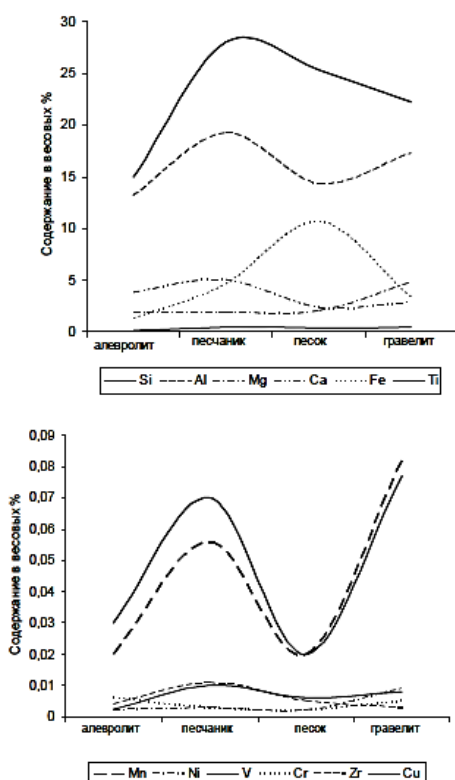 Содержание в весовых %
30
25
20
15
10
5
0
алевролит песчаник песок гравелит
Si Al Mg Ca Fe Ti
Содержание в весовых %
0,09
0,08
0,07
0,06
0,05
0,04
0,03
0,02
0,01
0
алевролит песчаник песок гравелит
Mn Ni V Cr Zr Cu